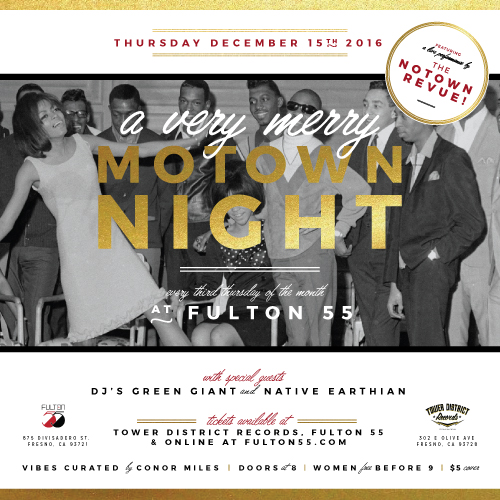 THURSDAY DECEMBER 15TH 2016
FEATURING
a live performance by
THE
NOTOWN
REVUE!
a very merry
MOTOWN
NIGHT
every third thursday of the month
AT FULTON 55
with special guests
DJ'S GREEN GIANT and NATIVE EARTHIAN
tickets available at
TOWER DISTRICT RECORDS, FULTON 55
& ONLINE AT FULTON55.COM
FULTON
55
875 DIVISADERO ST.
FRESNO, CA 93721
TOWER DISTRICT
Records
302 E OLIVE AVE
FRESNO, CA 93728
VIBES CURATED by CONOR MILES | DOORS at 8 | WOMEN free BEFORE 9 | $5 cover